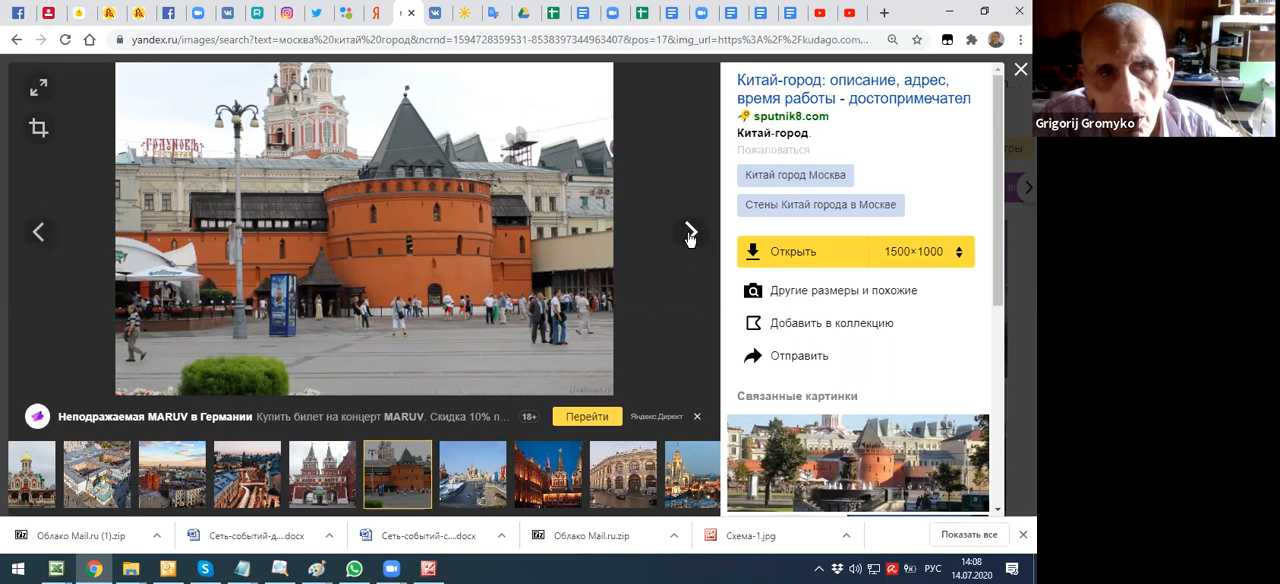 yandex.ru/images/search?text=москва%20китай%20город&ncrnd=1594728359531-8538397344963407&pos=17&img_url=https%3A%2F%2Fkudago.com...
Grigorij Gromyko
ГОДУНОВЪ
Китай-город: описание, адрес,
время работы - достопримечател
sputnik8.com
Китай-город.
Пожаловаться
Китай город Москва
Стены Китай города в Москве
Открыть 1500×1000
Другие размеры и похожие
Добавить в коллекцию
Отправить
Связанные картинки
Неподражаемая MARUV в Германии Купить билет на концерт MARUV. Скидка 10% п... 18+ Перейти Яндекс.Директ
Облако Mail.ru (1).zip Сеть-событий-д....docx Сеть-событий-с....docx Облако Mail.ru.zip Схема-1.jpg Показать все
РУС 14:08
14.07.2020